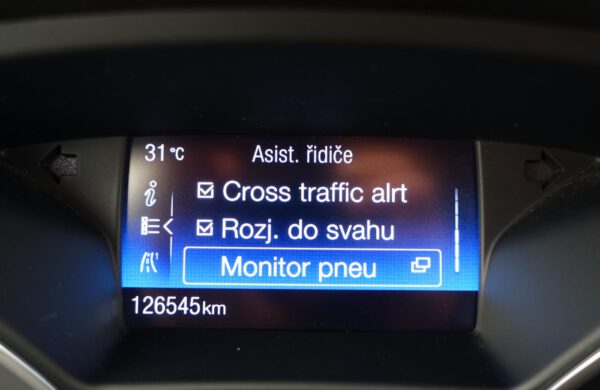 31°C Asist. řidiče
Cross traffic alrt
Rozj. do svahu
Monitor pneu
126545km